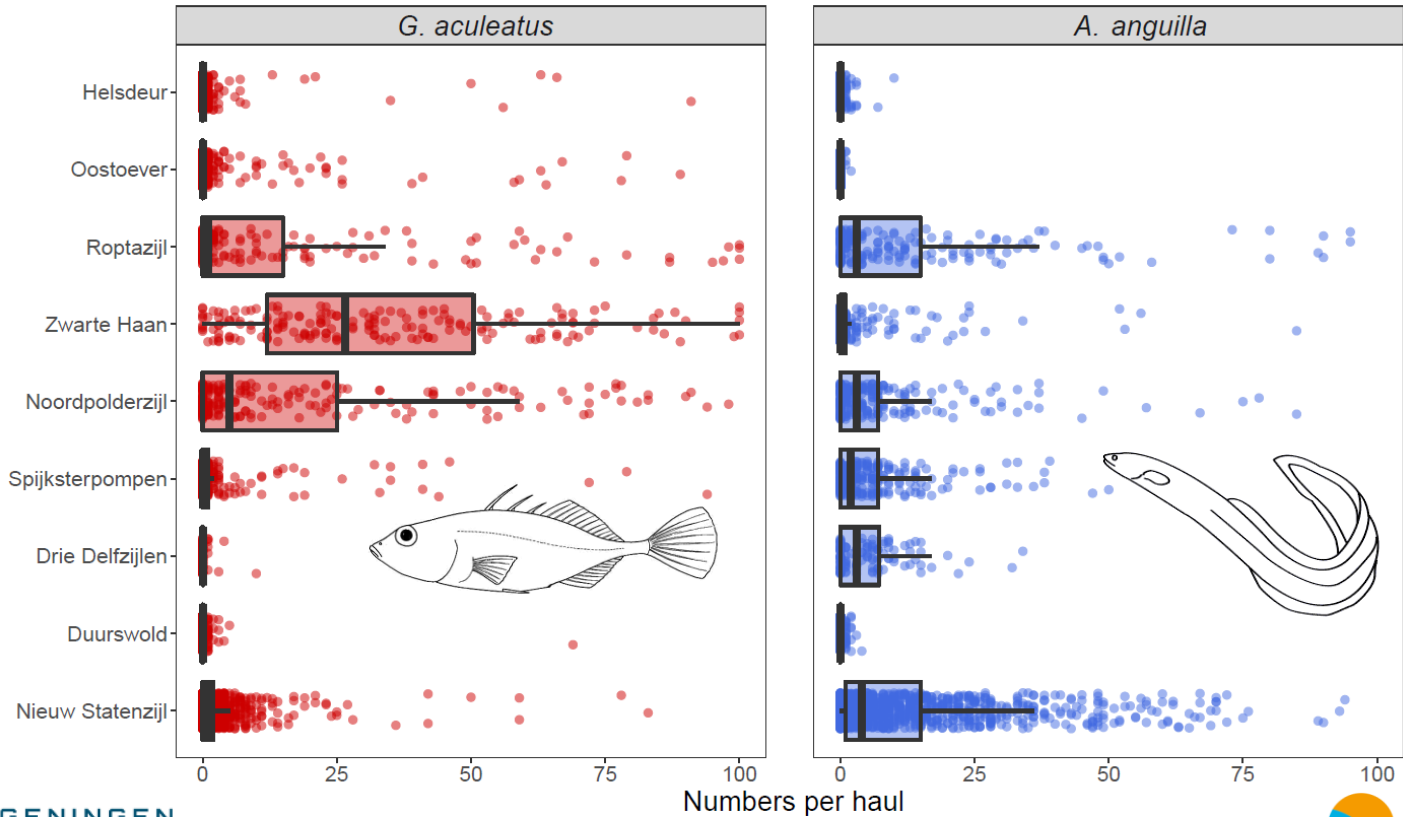 G. aculeatus
A. anguilla
Helsdeur
Oostoever
Roptazijl
Zwarte Haan
Noordpolderzijl
Spijksterpompen
Drie Delfzijlen
Duurswold
Nieuw Statenzijl
0 25 50 75 100
0 25 50 75 100
Numbers per haul